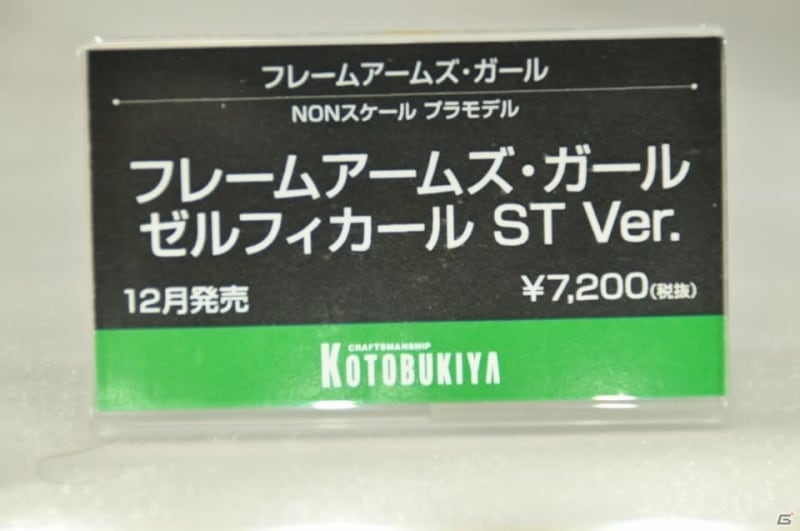 フレームアームズ・ガール
NONスケール プラモデル
フレームアームズ・ガール
ゼルフィカール ST Ver.
12月発売
¥7,200(税抜)
CRAFTSMANSHIP
KOTOBUKIYA